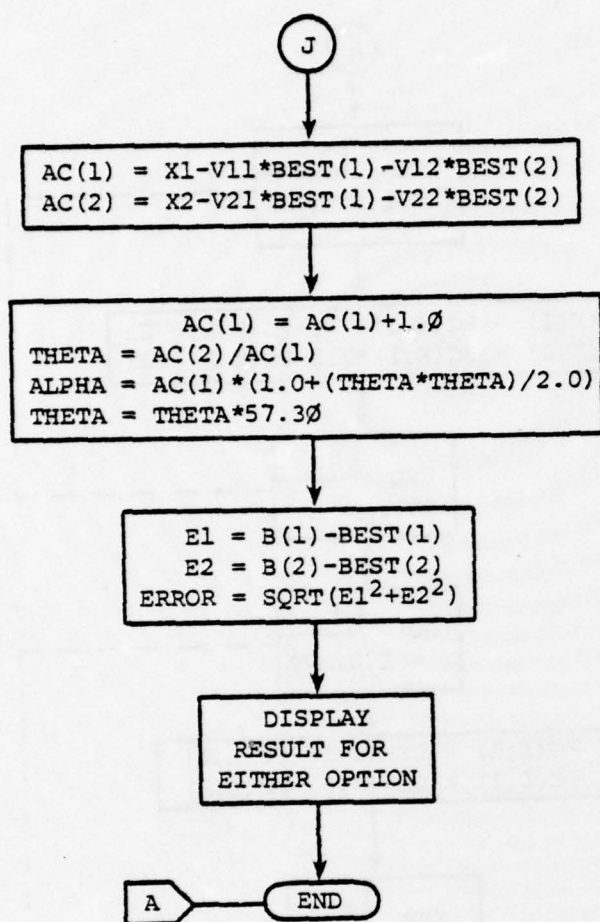 J
AC(1) = X1-V11*BEST(1)-V12*BEST(2)
AC(2) = X2-V21*BEST(1)-V22*BEST(2)
AC(1) = AC(1)+1.Ø
THETA = AC(2)/AC(1)
ALPHA = AC(1)*(1.0+(THETA*THETA)/2.0)
THETA = THETA*57.3Ø
E1 = B(1)-BEST(1)
E2 = B(2)-BEST(2)
ERROR = SQRT(E1²+E2²)
DISPLAY
RESULT FOR
EITHER OPTION
A END